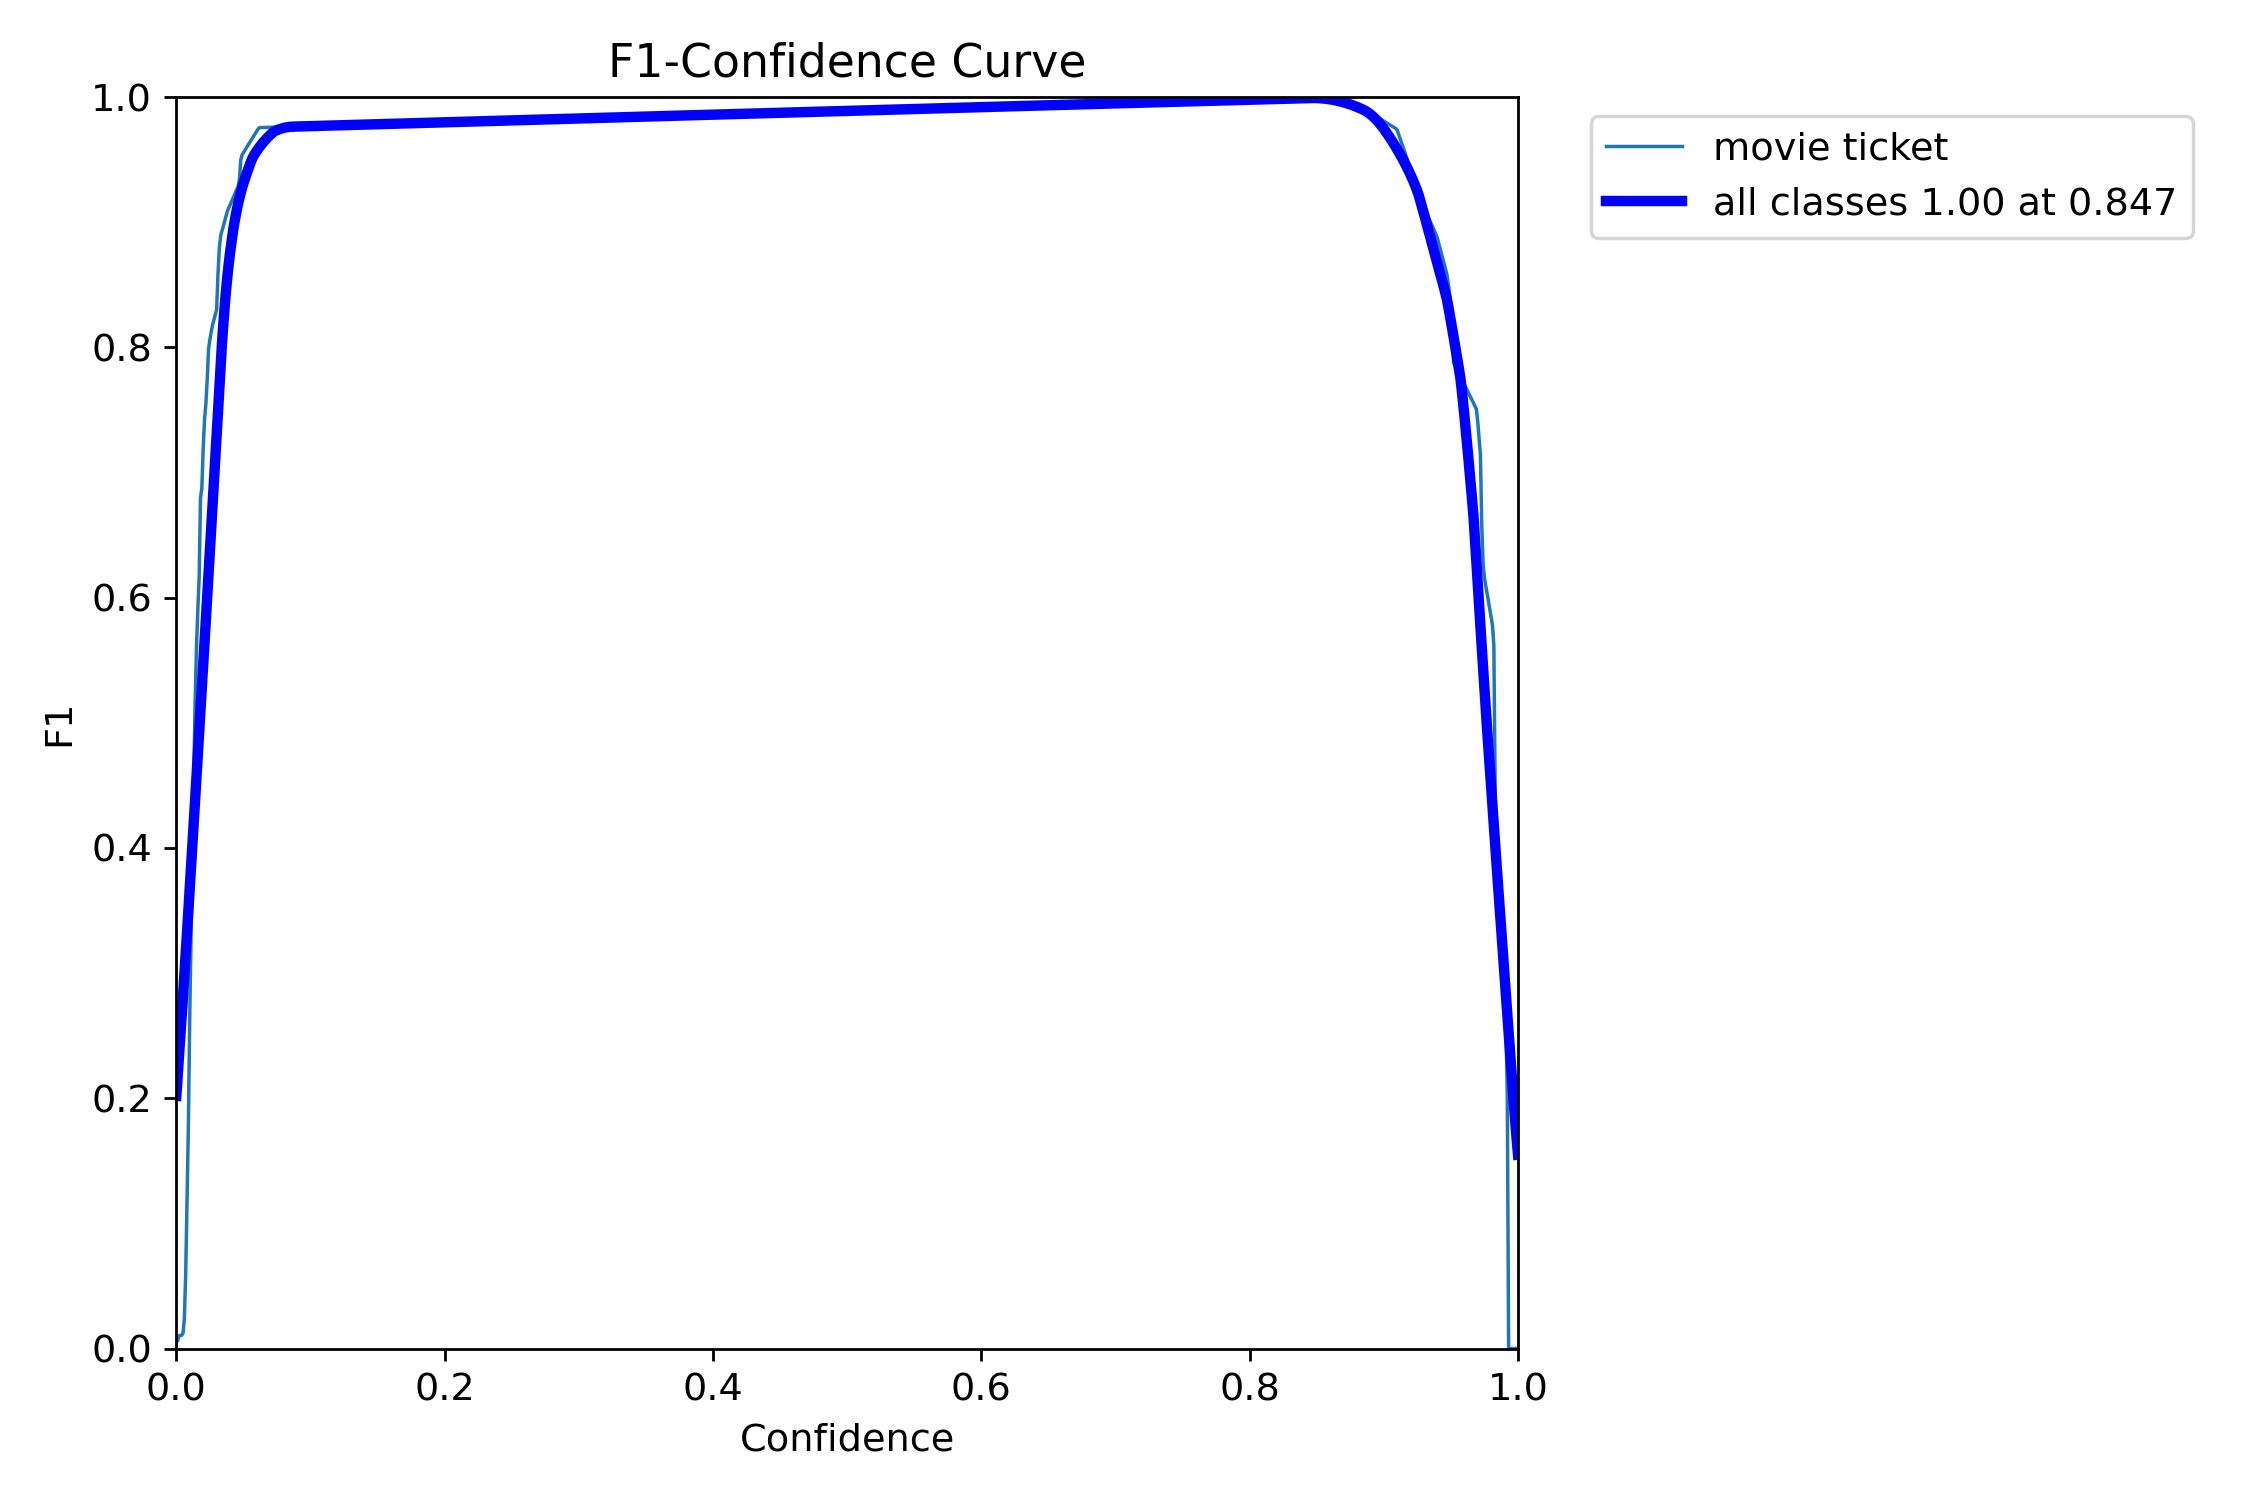 F1-Confidence Curve
1.0
0.8
0.6
0.4
0.2
0.0
F1
0.0 0.2 0.4 0.6 0.8 1.0
Confidence
movie ticket
all classes 1.00 at 0.847